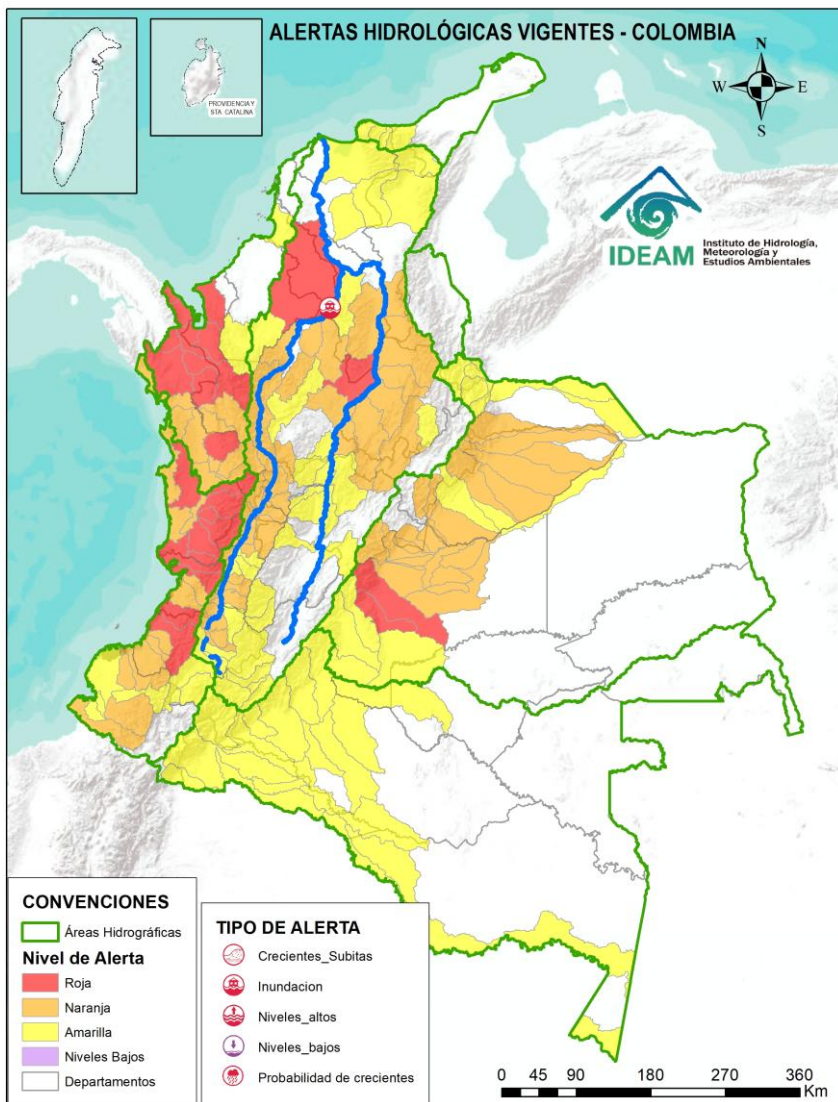 ALERTAS HIDROLÓGICAS VIGENTES - COLOMBIA
PROVIDENCIA Y
STA. CATALINA
N
W
E
S
IDEAM
Instituto de Hidrología,
Meteorología y
Estudios Ambientales
CONVENCIONES
Áreas Hidrográficas
Nivel de Alerta
Roja
Naranja
Amarilla
Niveles Bajos
Departamentos
TIPO DE ALERTA
Crecientes_Subitas
Inundacion
Niveles_altos
Niveles_bajos
Probabilidad de crecientes
0 45 90 180 270 360
Km